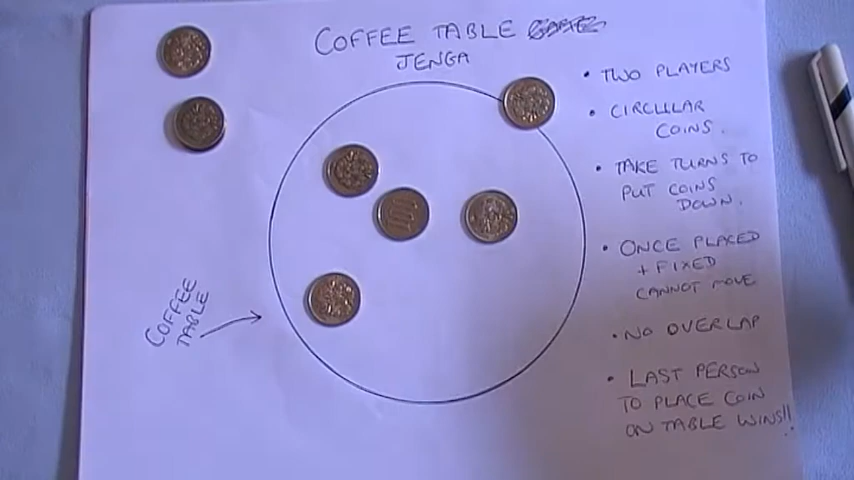 COFFEE TABLE
JENGA
• TWO PLAYERS
• CIRCULAR
COINS.
• TAKE TURNS TO
PUT COINS
DOWN.
• ONCE PLACED
+ FIXED
CANNOT MOVE
• NO OVERLAP
• LAST PERSON
TO PLACE COIN
ON TABLE WINS!!
COFFEE
TABLE